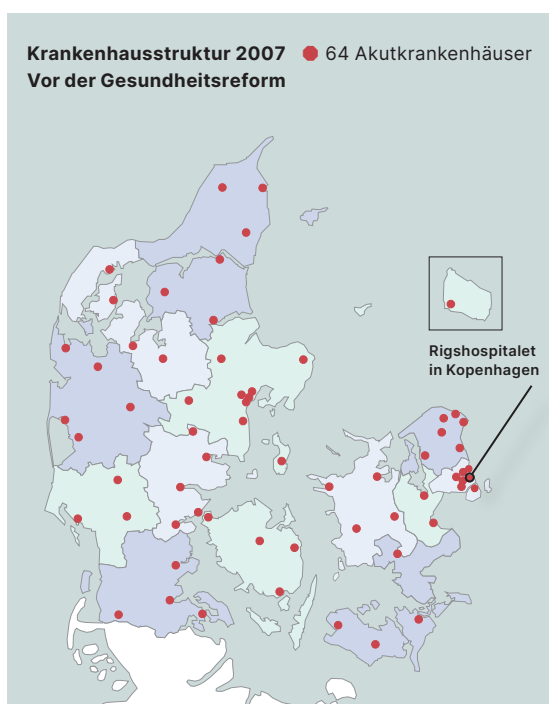 Krankenhausstruktur 2007
64 Akutkrankenhäuser
Vor der Gesundheitsreform
Rigshospitalet
in Kopenhagen